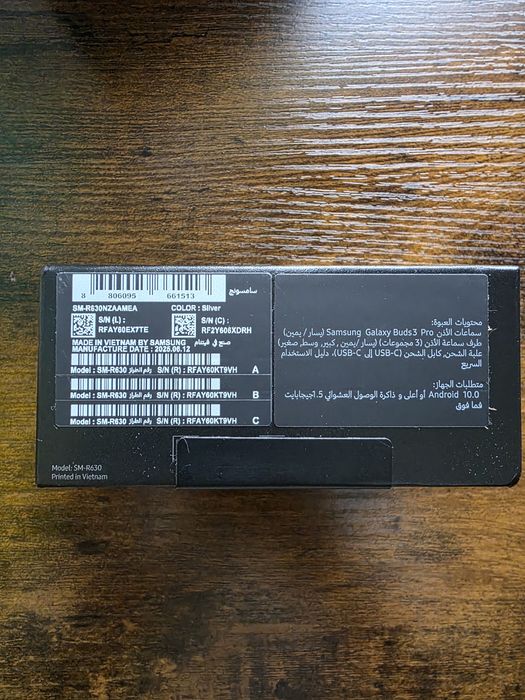 8 806095 661513
سامسونج
SM-R630NZAAMEA
COLOR : Silver
S/N (L) :
RFAY60EX7TE
S/N (C) :
RF2Y606XDRH
MADE IN VIETNAM BY SAMSUNG
صنع في فيتنام
MANUFACTURE DATE : 2025.06.12
Model : SM-R630 رقم الطراز S/N (R) : RFAY60KT9VH A
Model : SM-R630 رقم الطراز S/N (R) : RFAY60KT9VH B
Model : SM-R630 رقم الطراز S/N (R) : RFAY60KT9VH C
محتويات العبوة:
سماعات الأذن Samsung Galaxy Buds3 Pro (يسار / يمين)
طرف سماعة الأذن (3 مجموعات) (يسار /يمين، كبير, وسط, صغير)
علبة الشحن, كابل الشحن (USB-C إلى USB-C)، دليل الاستخدام
السريع
متطلبات الجهاز:
Android 10.0 أو أعلى و ذاكرة الوصول العشوائي 1.5جيجابايت
فما فوق
Model: SM-R630
Printed in Vietnam